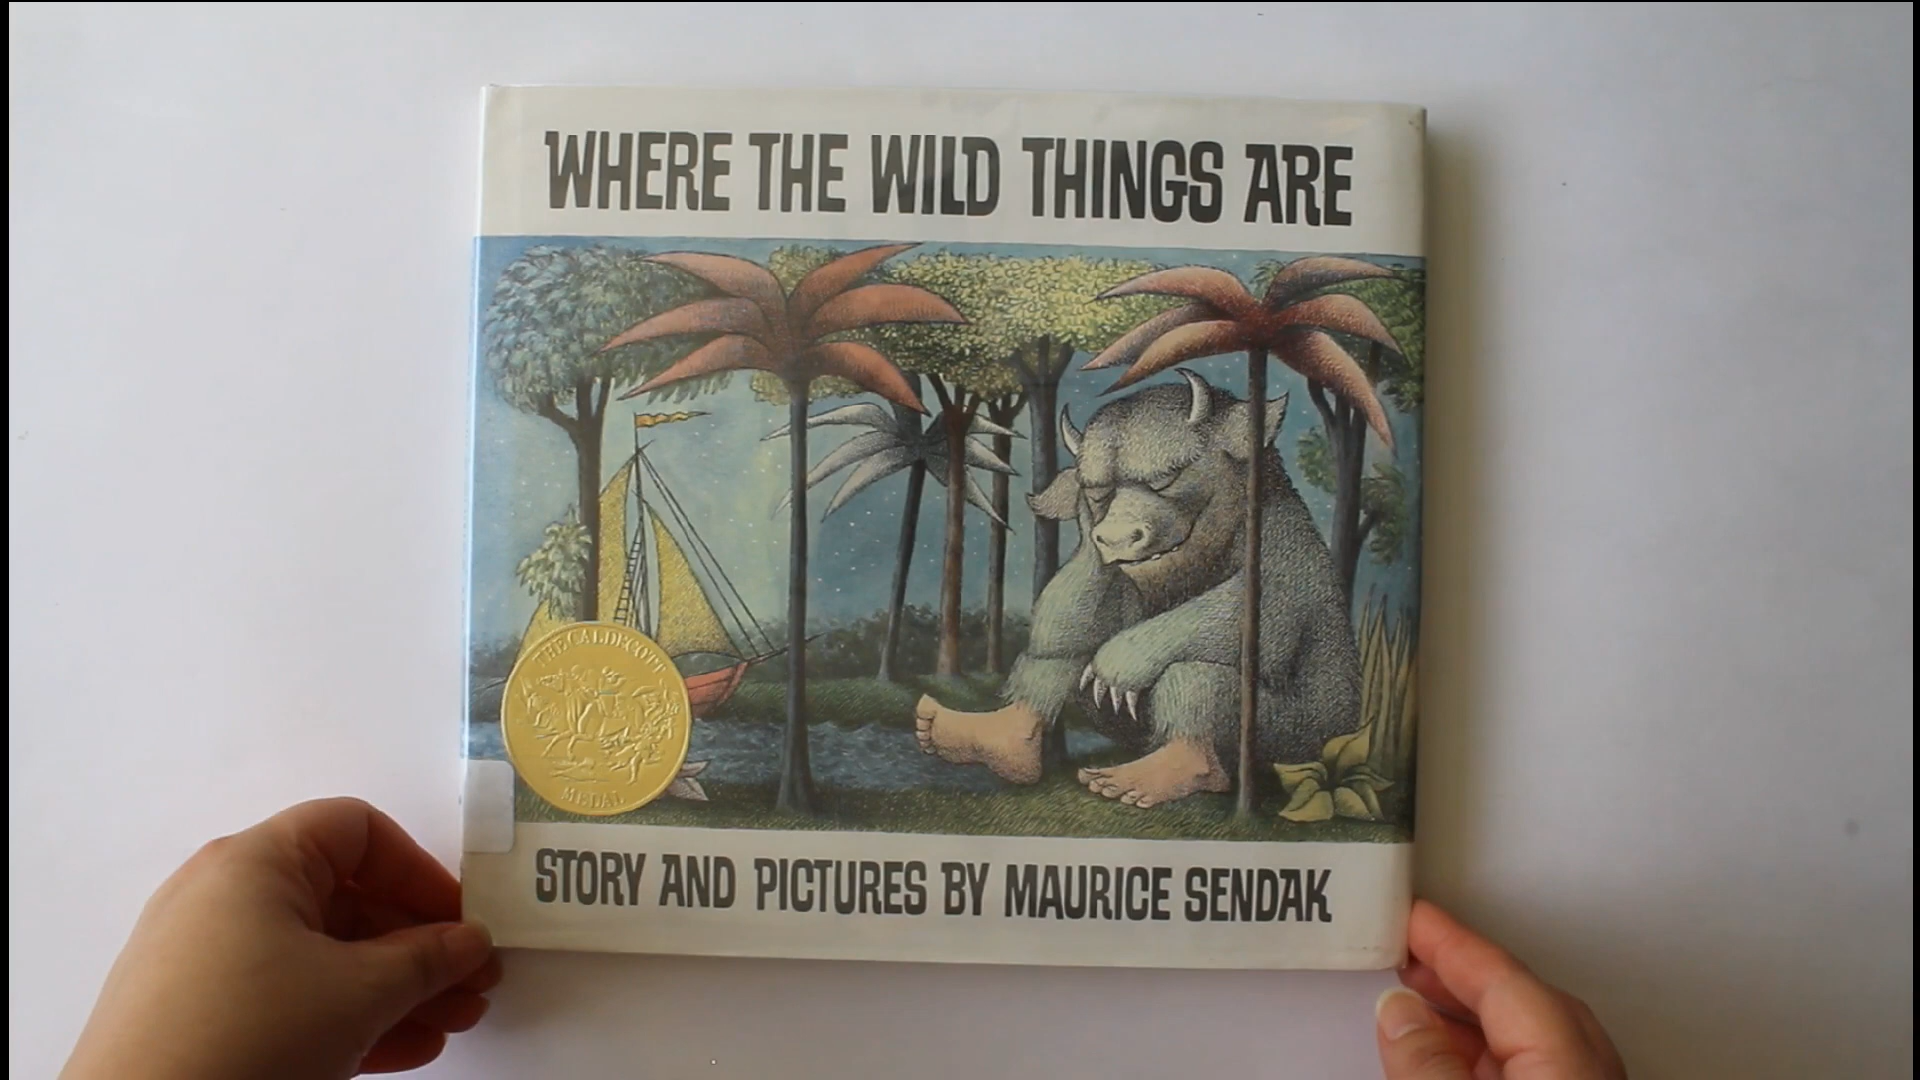 WHERE THE WILD THINGS ARE
THE CALDECOTT
MEDAL
STORY AND PICTURES BY MAURICE SENDAK